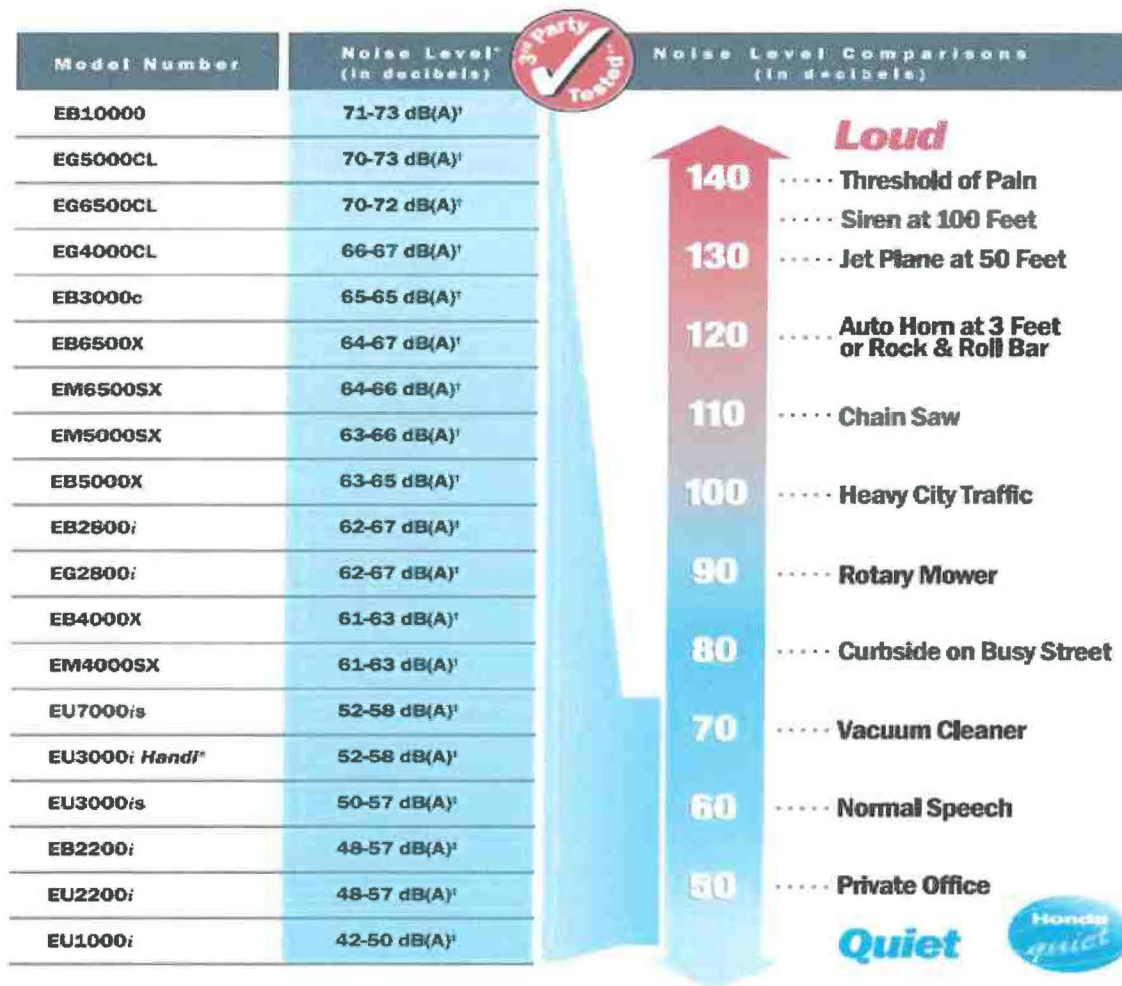 Model Number
Noise Level*
(in decibels)
3rd Party
Tested**
Noise Level Comparisons
(in decibels)
EB10000 71-73 dB(A)†
EG5000CL 70-73 dB(A)†
EG6500CL 70-72 dB(A)†
EG4000CL 66-67 dB(A)†
EB3000c 65-65 dB(A)†
EB6500X 64-67 dB(A)†
EM6500SX 64-66 dB(A)†
EM5000SX 63-66 dB(A)†
EB5000X 63-65 dB(A)†
EB2800i 62-67 dB(A)‡
EG2800i 62-67 dB(A)‡
EB4000X 61-63 dB(A)†
EM4000SX 61-63 dB(A)†
EU7000is 52-58 dB(A)‡
EU3000i Handi® 52-58 dB(A)‡
EU3000is 50-57 dB(A)‡
EB2200i 48-57 dB(A)‡
EU2200i 48-57 dB(A)‡
EU1000i 42-50 dB(A)‡
Loud
140 ..... Threshold of Pain
..... Siren at 100 Feet
130 ..... Jet Plane at 50 Feet
120 ..... Auto Horn at 3 Feet
or Rock & Roll Bar
110 ..... Chain Saw
100 ..... Heavy City Traffic
90 ..... Rotary Mower
80 ..... Curbside on Busy Street
70 ..... Vacuum Cleaner
60 ..... Normal Speech
50 ..... Private Office
Quiet
Honda
quiet